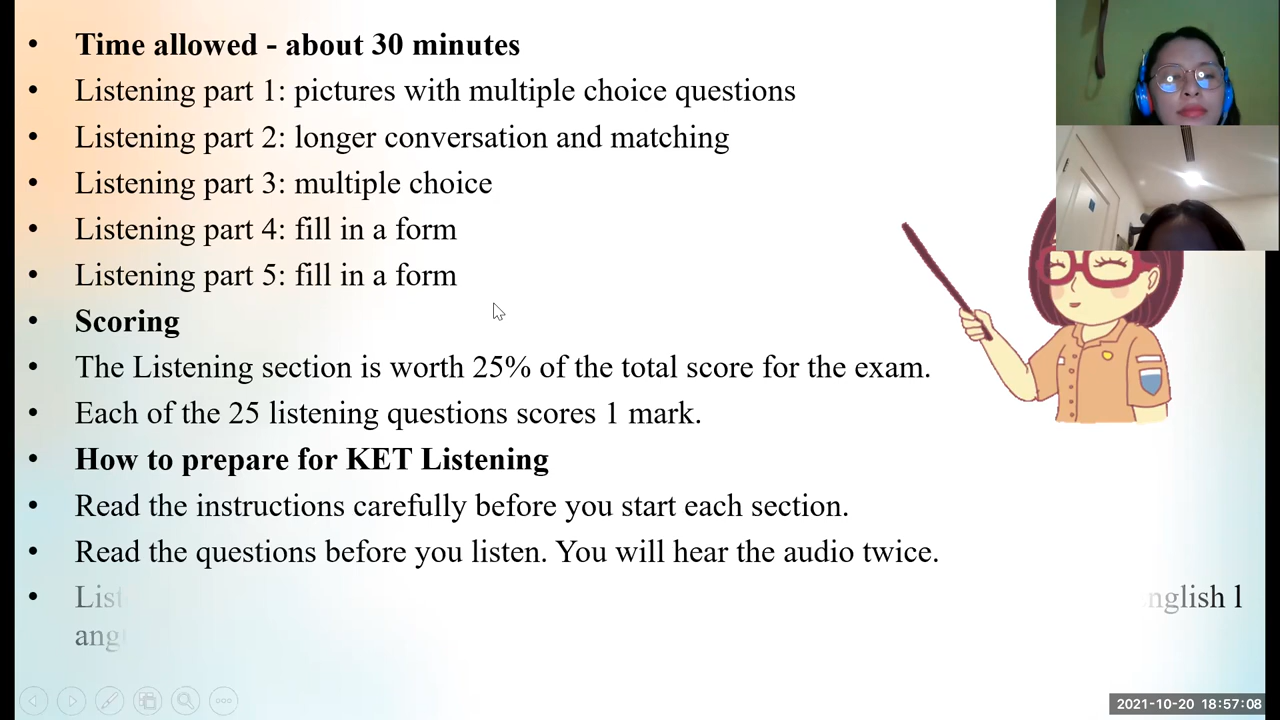 Time allowed - about 30 minutes
Listening part 1: pictures with multiple choice questions
Listening part 2: longer conversation and matching
Listening part 3: multiple choice
Listening part 4: fill in a form
Listening part 5: fill in a form
Scoring
The Listening section is worth 25% of the total score for the exam.
Each of the 25 listening questions scores 1 mark.
How to prepare for KET Listening
Read the instructions carefully before you start each section.
Read the questions before you listen. You will hear the audio twice.
2021-10-20 18:57:08